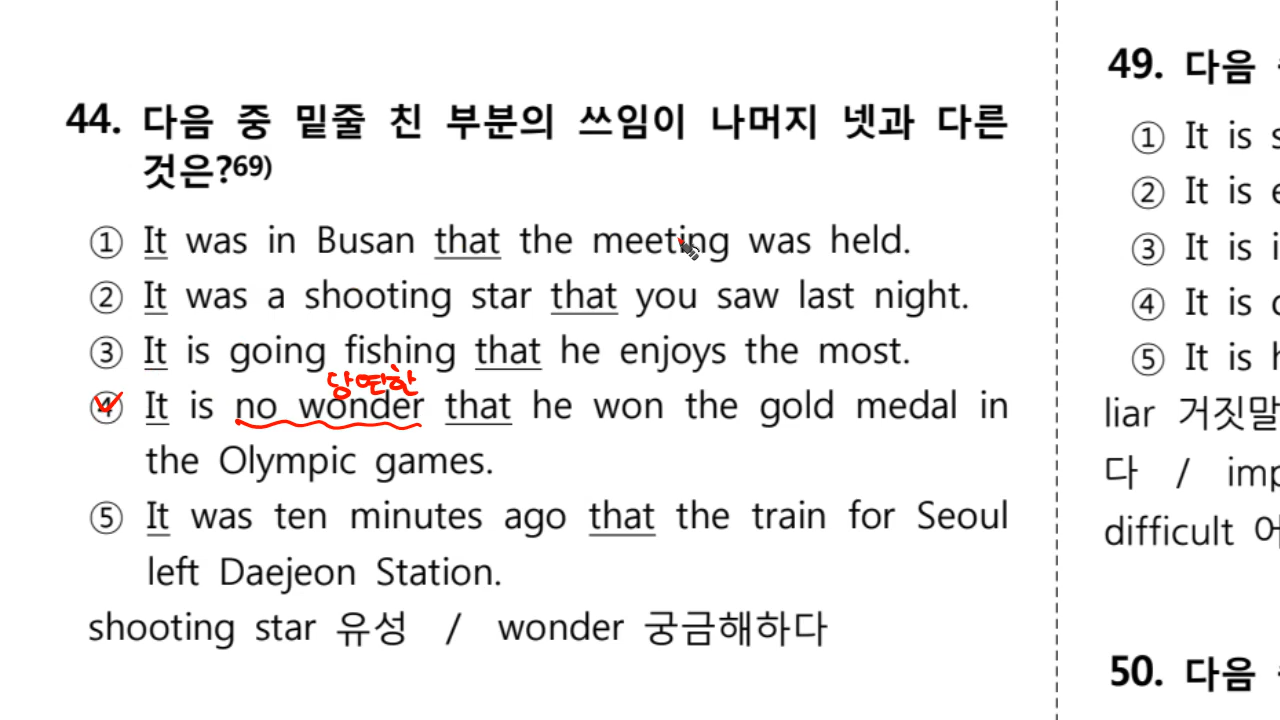 44. 다음 중 밑줄 친 부분의 쓰임이 나머지 넷과 다른
것은?69)
① It was in Busan that the meeting was held.
② It was a shooting star that you saw last night.
③ It is going fishing that he enjoys the most.
당연한
④ It is no wonder that he won the gold medal in
the Olympic games.
⑤ It was ten minutes ago that the train for Seoul
left Daejeon Station.
shooting star 유성 / wonder 궁금해하다
49. 다음
① It is s
② It is e
③ It is i
④ It is
⑤ It is h
liar 거짓말
다 / imp
difficult 어
50. 다음